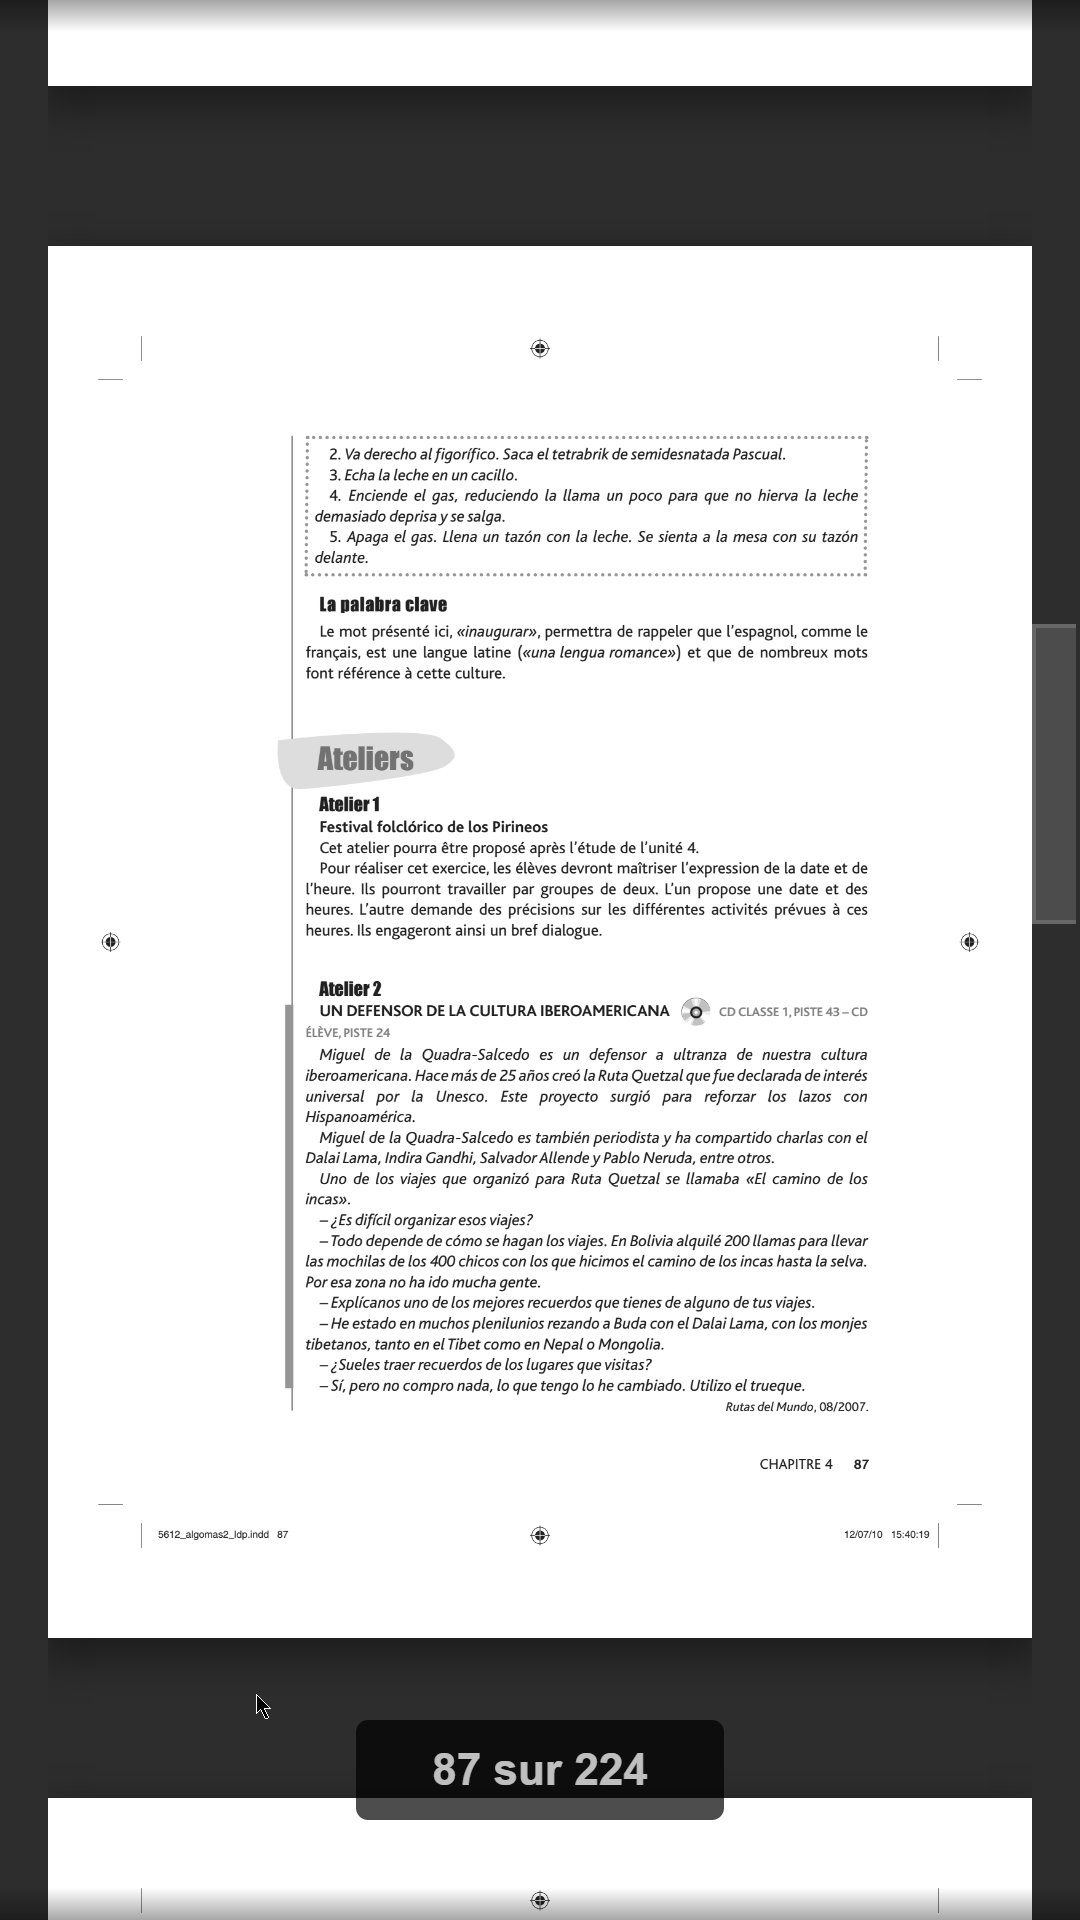 2. Va derecho al figorífico. Saca el tetrabrik de semidesnatada Pascual.
3. Echa la leche en un cacillo.
4. Enciende el gas, reduciendo la llama un poco para que no hierva la leche
demasiado deprisa y se salga.
5. Apaga el gas. Llena un tazón con la leche. Se sienta a la mesa con su tazón
delante.
La palabra clave
Le mot présenté ici, «inaugurar», permettra de rappeler que l'espagnol, comme le
français, est une langue latine («una lengua romance») et que de nombreux mots
font référence à cette culture.
Ateliers
Atelier 1
Festival folclórico de los Pirineos
Cet atelier pourra être proposé après l'étude de l'unité 4.
Pour réaliser cet exercice, les élèves devront maîtriser l'expression de la date et de
l'heure. Ils pourront travailler par groupes de deux. L'un propose une date et des
heures. L'autre demande des précisions sur les différentes activités prévues à ces
heures. Ils engageront ainsi un bref dialogue.
Atelier 2
UN DEFENSOR DE LA CULTURA IBEROAMERICANA CD CLASSE 1, PISTE 43 – CD
ÉLÈVE, PISTE 24
Miguel de la Quadra-Salcedo es un defensor a ultranza de nuestra cultura
iberoamericana. Hace más de 25 años creó la Ruta Quetzal que fue declarada de interés
universal por la Unesco. Este proyecto surgió para reforzar los lazos con
Hispanoamérica.
Miguel de la Quadra-Salcedo es también periodista y ha compartido charlas con el
Dalai Lama, Indira Gandhi, Salvador Allende y Pablo Neruda, entre otros.
Uno de los viajes que organizó para Ruta Quetzal se llamaba «El camino de los
incas».
– ¿Es difícil organizar esos viajes?
– Todo depende de cómo se hagan los viajes. En Bolivia alquilé 200 llamas para llevar
las mochilas de los 400 chicos con los que hicimos el camino de los incas hasta la selva.
Por esa zona no ha ido mucha gente.
– Explícanos uno de los mejores recuerdos que tienes de alguno de tus viajes.
– He estado en muchos plenilunios rezando a Buda con el Dalai Lama, con los monjes
tibetanos, tanto en el Tibet como en Nepal o Mongolia.
– ¿Sueles traer recuerdos de los lugares que visitas?
– Sí, pero no compro nada, lo que tengo lo he cambiado. Utilizo el trueque.
Rutas del Mundo, 08/2007.
CHAPITRE 4 87
5612_algomas2_ldp.indd 87 12/07/10 15:40:19
87 sur 224